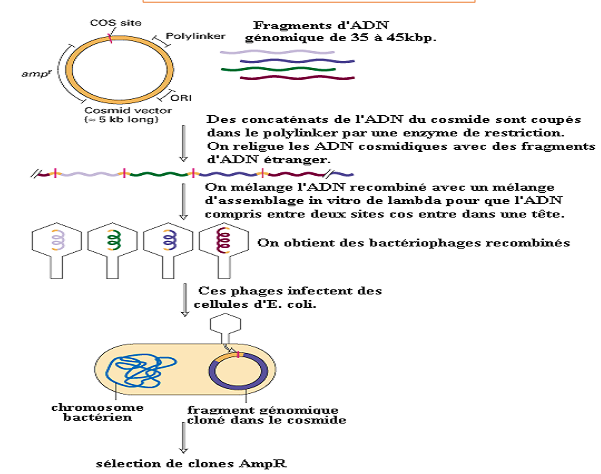 COS site
Polylinker
ampʳ
ORI
Cosmid vector
(≈ 5 kb long)
Fragments d'ADN
génomique de 35 à 45kbp.
Des concaténats de l'ADN du cosmide sont coupés
dans le polylinker par une enzyme de restriction.
On religue les ADN cosmidiques avec des fragments
d'ADN étranger.
On mélange l'ADN recombiné avec un mélange
d'assemblage in vitro de lambda pour que l'ADN
compris entre deux sites cos entre dans une tête.
On obtient des bactériophages recombinés
Ces phages infectent des
cellules d'E. coli.
chromosome
bactérien
fragment génomique
cloné dans le cosmide
sélection de clones AmpR